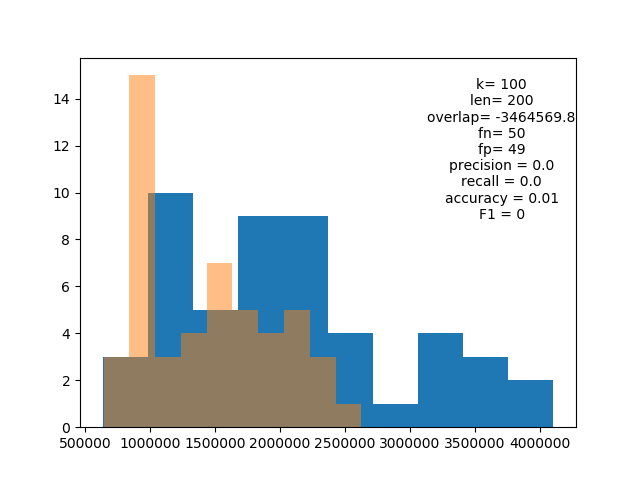 k= 100
len= 200
overlap= -3464569.8
fn= 50
fp= 49
precision = 0.0
recall = 0.0
accuracy = 0.01
F1 = 0
14
12
10
8
6
4
2
0
500000 1000000 1500000 2000000 2500000 3000000 3500000 4000000